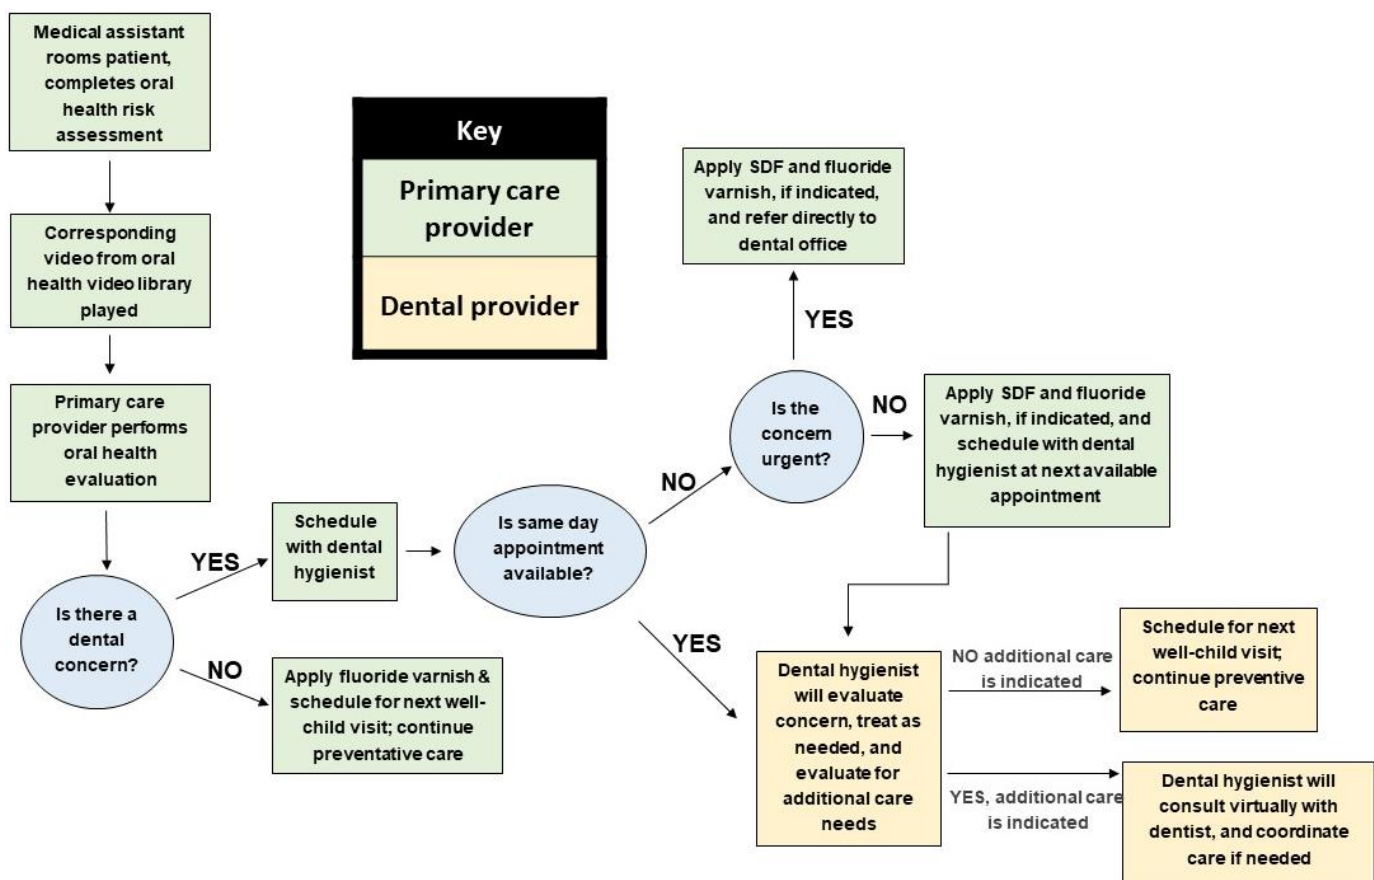 Medical assistant
rooms patient,
completes oral
health risk
assessment
Corresponding
video from oral
health video library
played
Primary care
provider performs
oral health
evaluation
Is there a
dental
concern?
YES
NO
Schedule
with dental
hygienist
Apply fluoride varnish &
schedule for next well-
child visit; continue
preventative care
Key
Primary care
provider
Dental provider
Is same day
appointment
available?
NO
YES
Is the
concern
urgent?
YES
NO
Apply SDF and fluoride
varnish, if indicated,
and refer directly to
dental office
Apply SDF and fluoride
varnish, if indicated, and
schedule with dental
hygienist at next available
appointment
Dental hygienist
will evaluate
concern, treat as
needed, and
evaluate for
additional care
needs
NO additional care
is indicated
YES, additional care
is indicated
Schedule for next
well-child visit;
continue preventive
care
Dental hygienist will
consult virtually with
dentist, and coordinate
care if needed